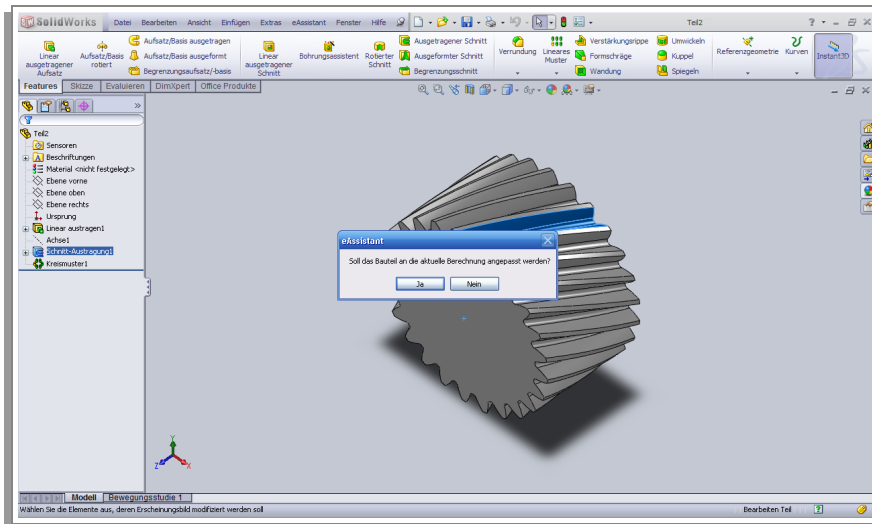 SolidWorks Datei Bearbeiten Ansicht Einfügen Extras eAssistant Fenster Hilfe Teil2
Linear ausgetragener Aufsatz
Aufsatz/Basis rotiert
Aufsatz/Basis ausgetragen
Aufsatz/Basis ausgeformt
Begrenzungsaufsatz/-basis
Linear ausgetragener Schnitt
Bohrungsassistent
Rotierter Schnitt
Ausgetragener Schnitt
Ausgeformter Schnitt
Begrenzungsschnitt
Verrundung
Lineares Muster
Verstärkungsrippe
Formschräge
Wandung
Umwickeln
Kuppel
Spiegeln
Referenzgeometrie
Kurven
Instant3D
Features Skizze Evaluieren DimXpert Office Produkte
Teil2
Sensoren
Beschriftungen
Material <nicht festgelegt>
Ebene vorne
Ebene oben
Ebene rechts
Ursprung
Linear austragen1
Achse1
Schnitt-Austragung1
Kreismuster1
eAssistant
Soll das Bauteil an die aktuelle Berechnung angepasst werden?
Ja Nein
Y
Z
X
Modell Bewegungsstudie 1
Wählen Sie die Elemente aus, deren Erscheinungsbild modifiziert werden soll
Bearbeiten Teil